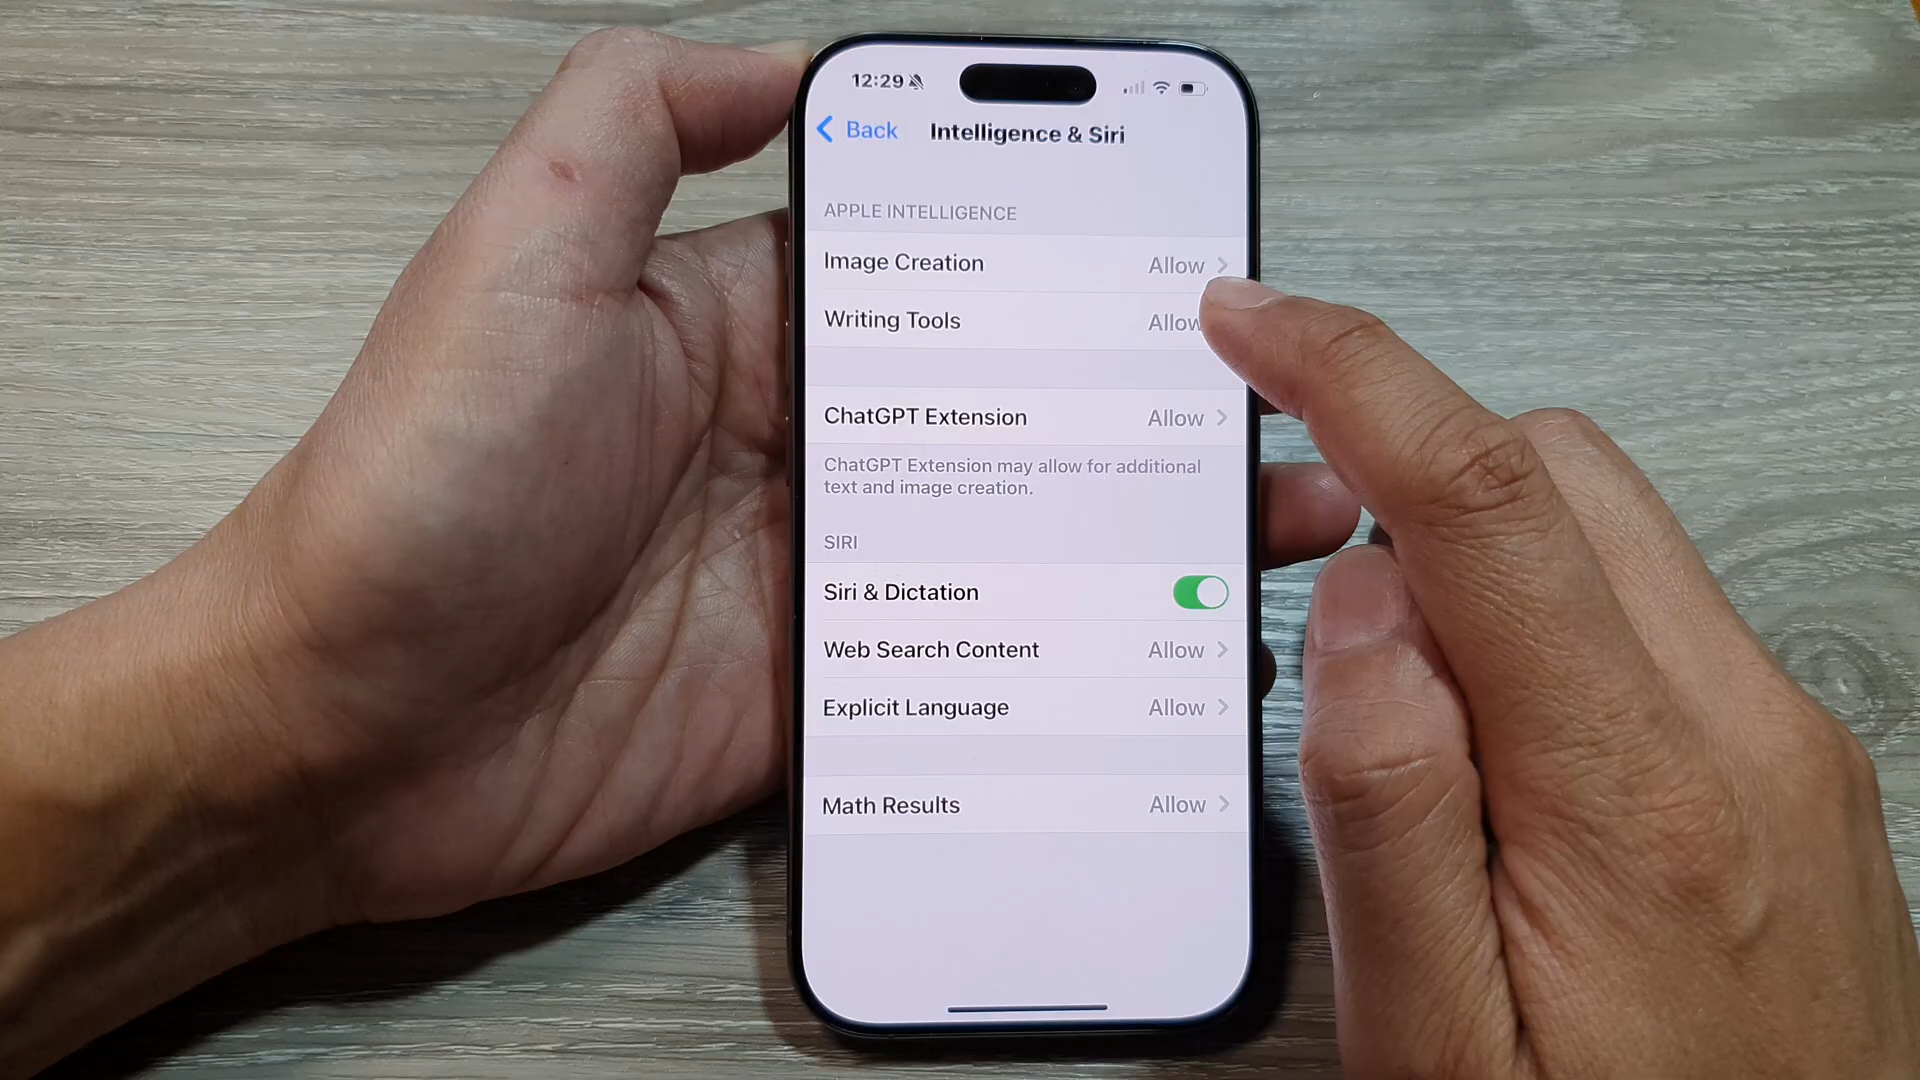 12:29
Back Intelligence & Siri
APPLE INTELLIGENCE
Image Creation Allow
Writing Tools Allow
ChatGPT Extension Allow
ChatGPT Extension may allow for additional
text and image creation.
SIRI
Siri & Dictation
Web Search Content Allow
Explicit Language Allow
Math Results Allow